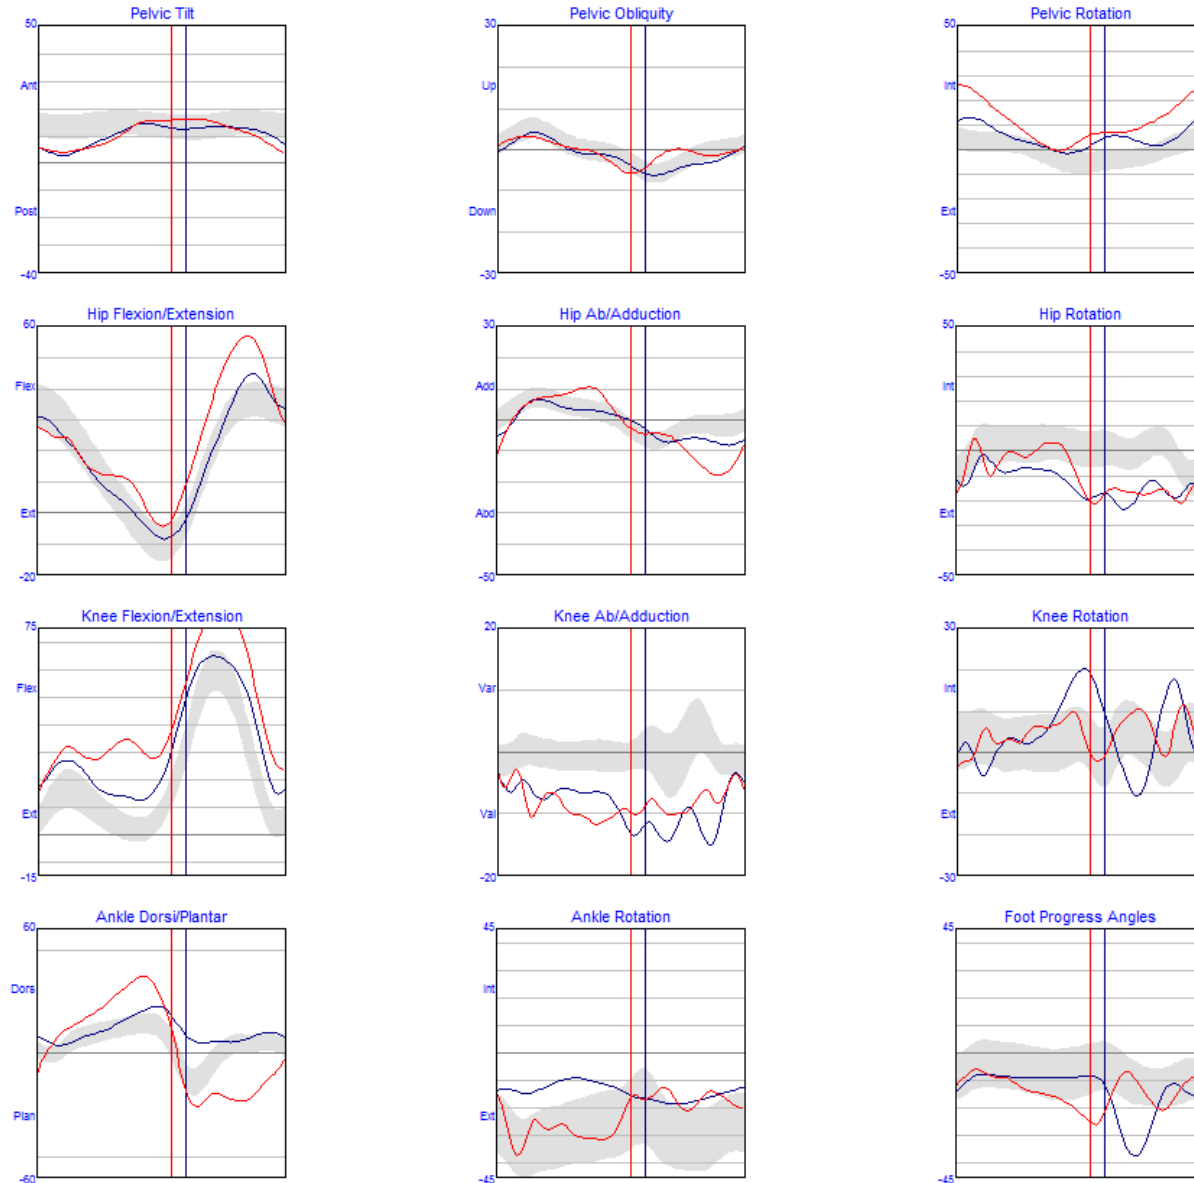 Pelvic Tilt
50
Ant
Post
-40
Pelvic Obliquity
30
Up
Down
-30
Pelvic Rotation
50
Int
Ext
-50
Hip Flexion/Extension
60
Flex
Ext
-20
Hip Ab/Adduction
30
Add
Abd
-50
Hip Rotation
50
Int
Ext
-50
Knee Flexion/Extension
75
Flex
Ext
-15
Knee Ab/Adduction
20
Var
Val
-20
Knee Rotation
30
Int
Ext
-30
Ankle Dorsi/Plantar
60
Dors
Plan
-60
Ankle Rotation
45
Int
Ext
-45
Foot Progress Angles
45
-45